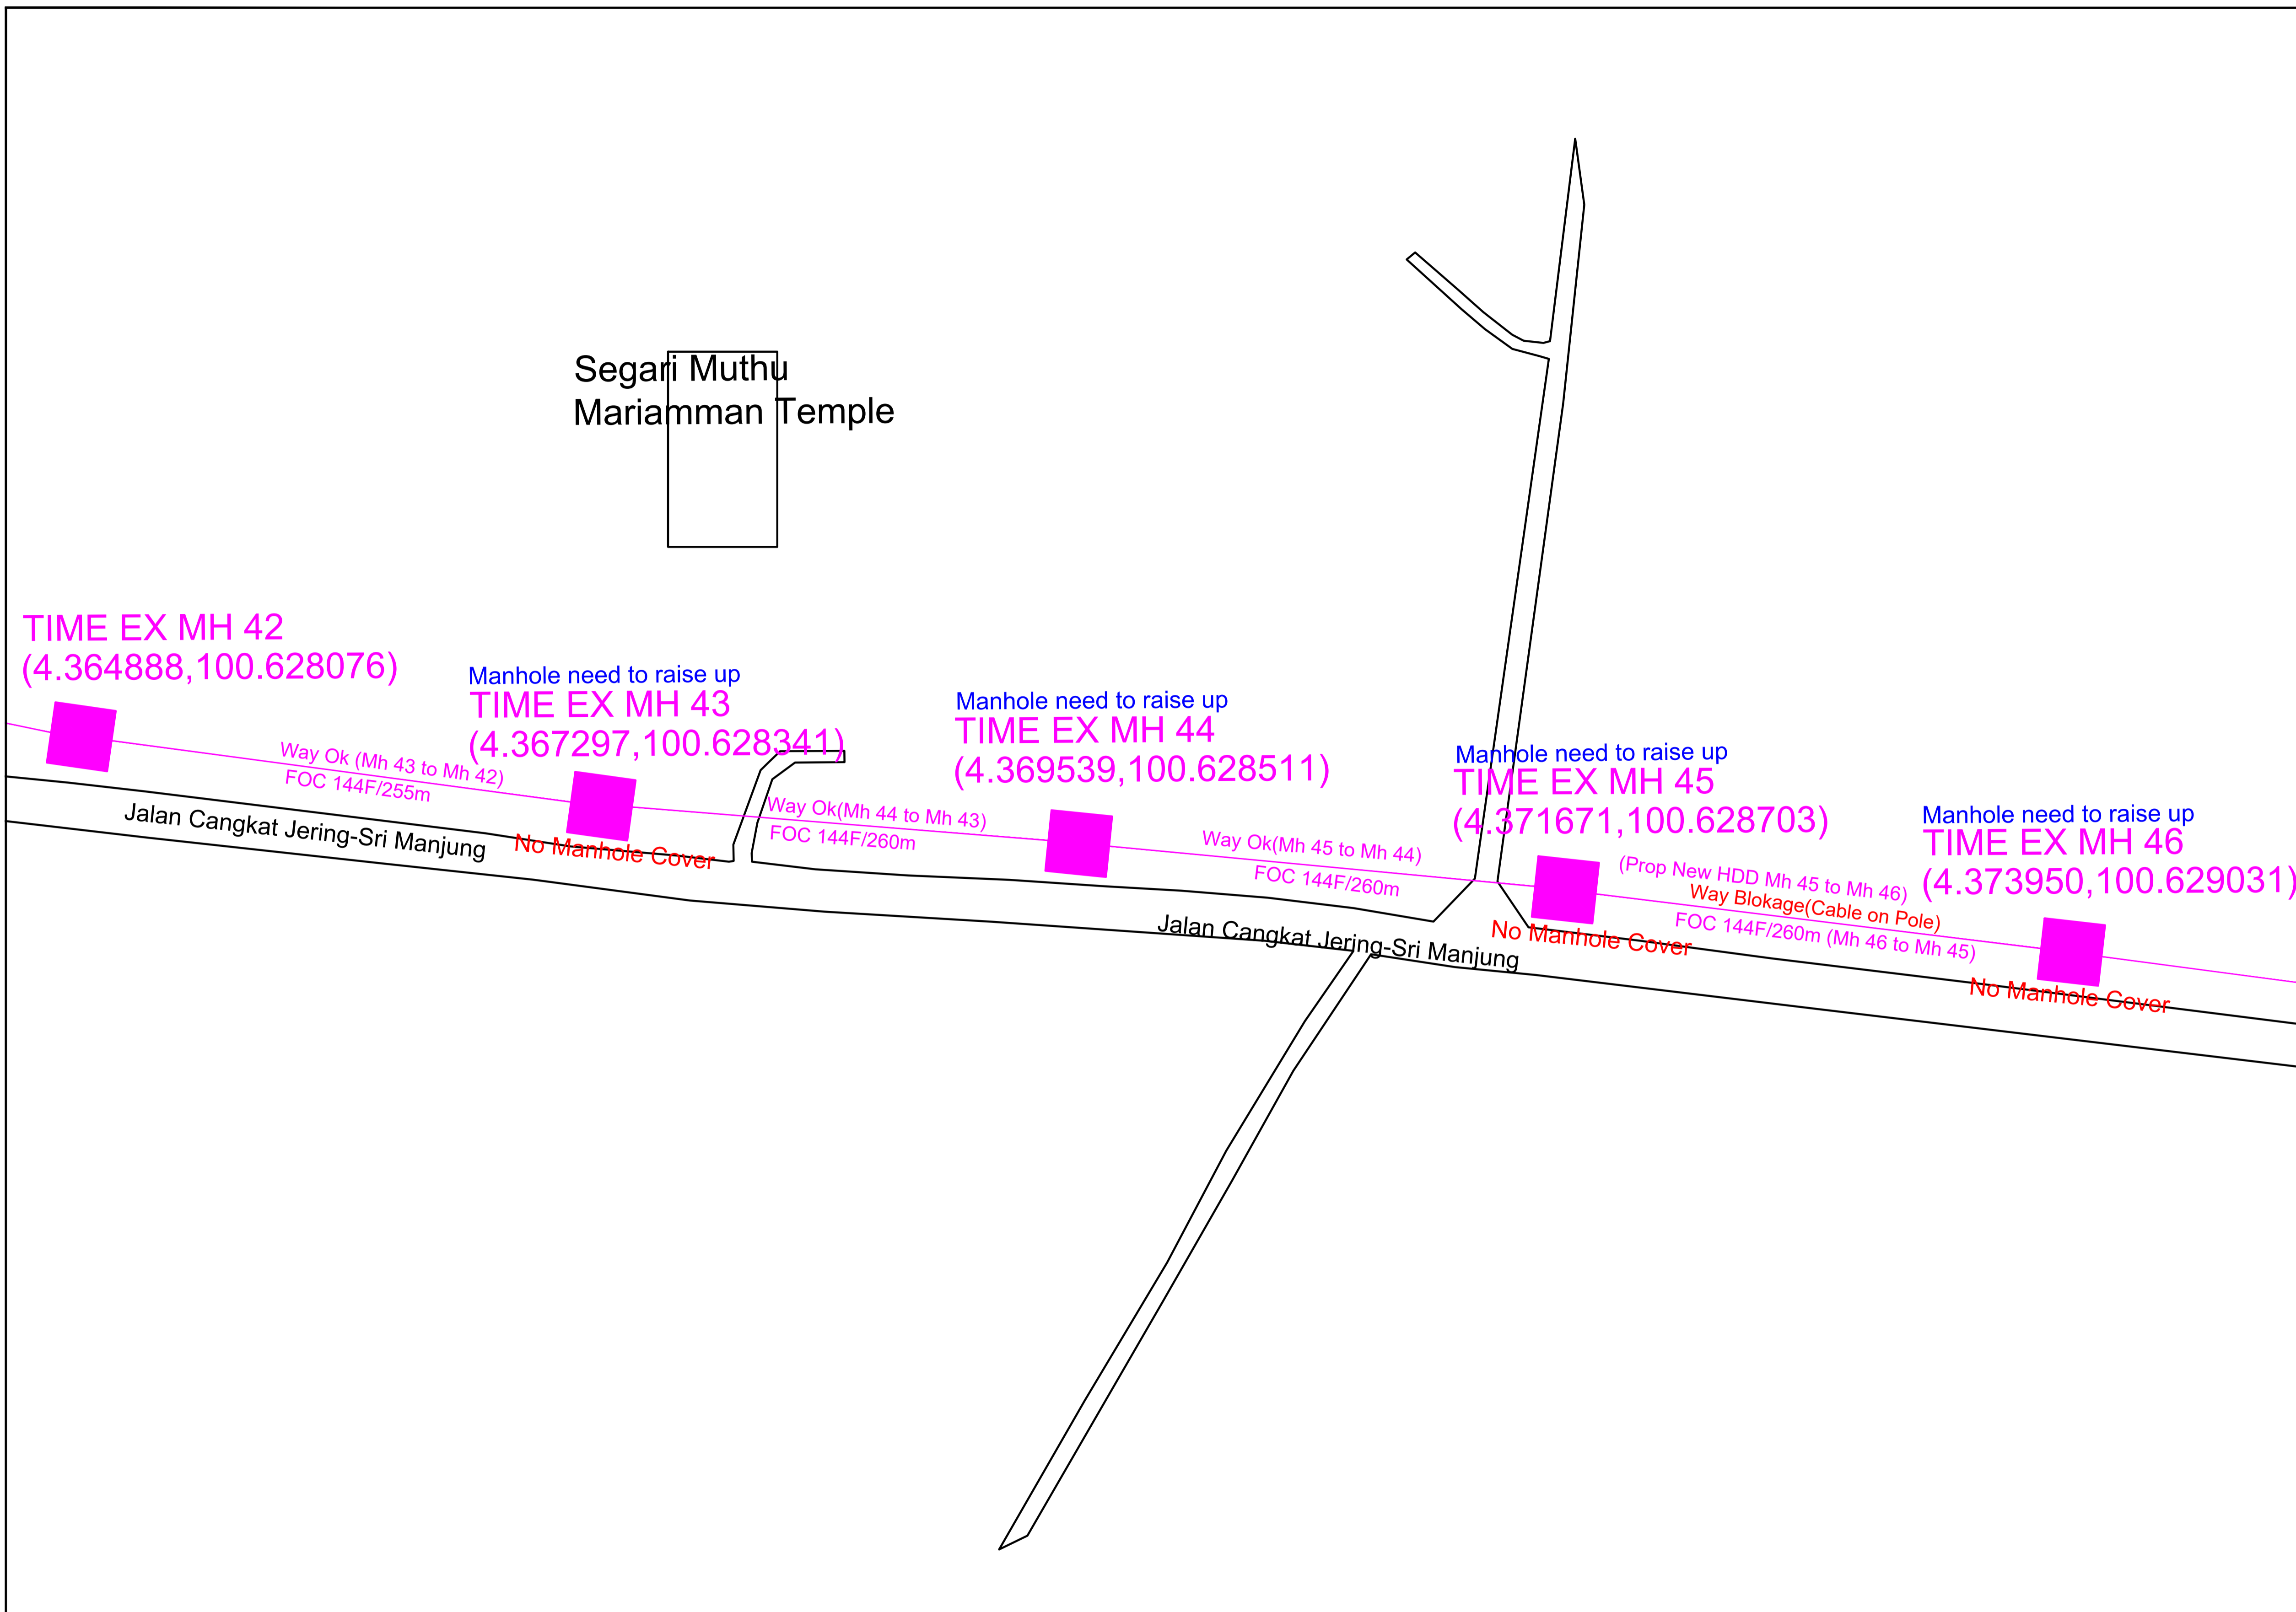 Segari Muthu
Mariamman Temple
TIME EX MH 42
(4.364888,100.628076)
Way Ok (Mh 43 to Mh 42)
FOC 144F/255m
Jalan Cangkat Jering-Sri Manjung
Manhole need to raise up
TIME EX MH 43
(4.367297,100.628341)
No Manhole Cover
Way Ok(Mh 44 to Mh 43)
FOC 144F/260m
Manhole need to raise up
TIME EX MH 44
(4.369539,100.628511)
Way Ok(Mh 45 to Mh 44)
FOC 144F/260m
Jalan Cangkat Jering-Sri Manjung
Manhole need to raise up
TIME EX MH 45
(4.371671,100.628703)
No Manhole Cover
(Prop New HDD Mh 45 to Mh 46)
Way Blokage(Cable on Pole)
FOC 144F/260m (Mh 46 to Mh 45)
Manhole need to raise up
TIME EX MH 46
(4.373950,100.629031)
No Manhole Cover